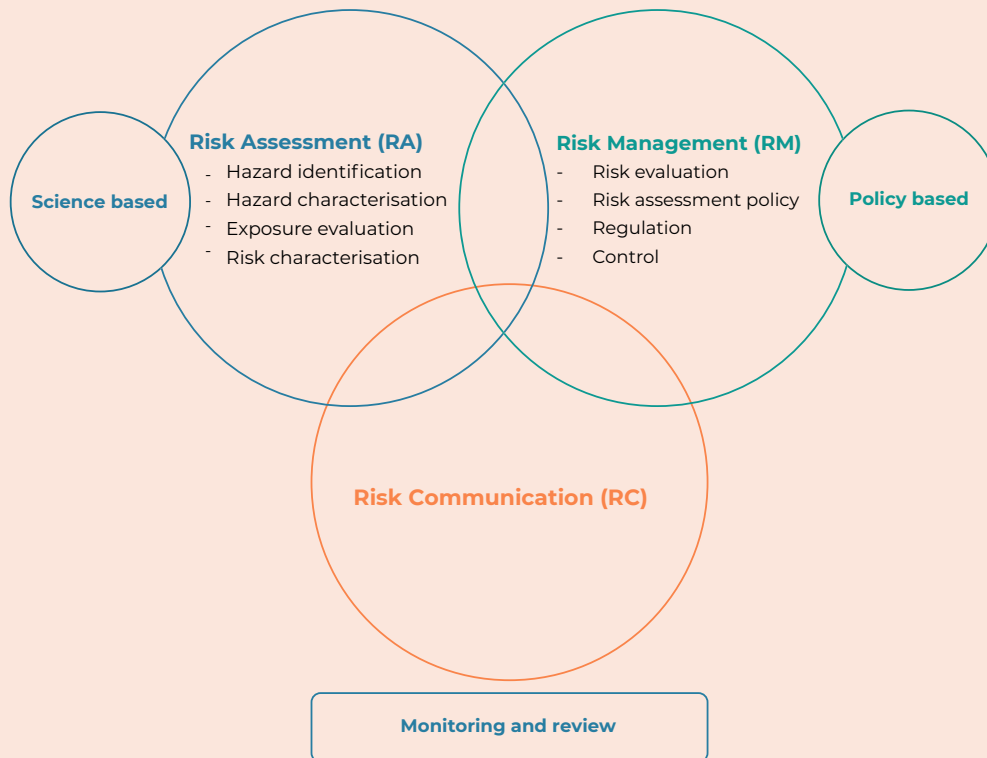 Science based
Risk Assessment (RA)
- Hazard identification
- Hazard characterisation
- Exposure evaluation
- Risk characterisation
Risk Management (RM)
- Risk evaluation
- Risk assessment policy
- Regulation
- Control
Policy based
Risk Communication (RC)
Monitoring and review